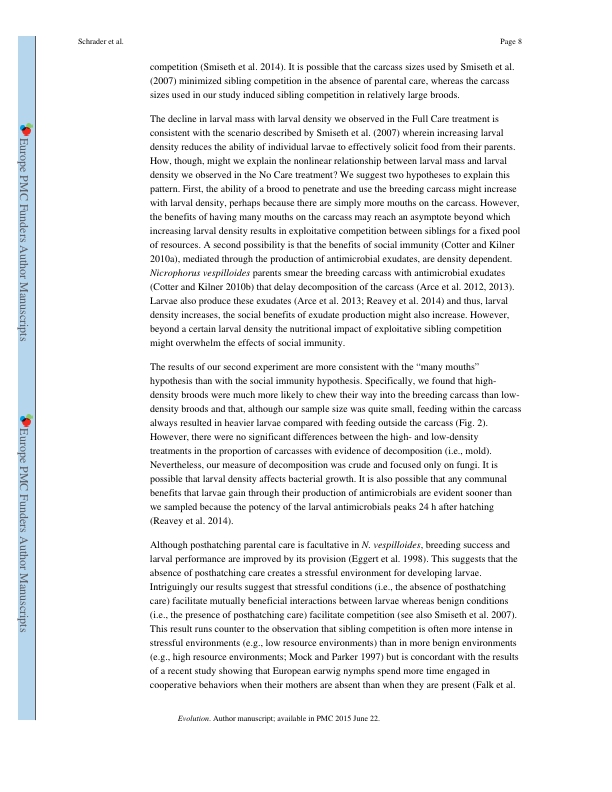 Schrader et al.
Page 8
competition (Smiseth et al. 2014). It is possible that the carcass sizes used by Smiseth et al.
(2007) minimized sibling competition in the absence of parental care, whereas the carcass
sizes used in our study induced sibling competition in relatively large broods.
The decline in larval mass with larval density we observed in the Full Care treatment is
consistent with the scenario described by Smiseth et al. (2007) wherein increasing larval
density reduces the ability of individual larvae to effectively solicit food from their parents.
How, though, might we explain the nonlinear relationship between larval mass and larval
density we observed in the No Care treatment? We suggest two hypotheses to explain this
pattern. First, the ability of a brood to penetrate and use the breeding carcass might increase
with larval density, perhaps because there are simply more mouths on the carcass. However,
the benefits of having many mouths on the carcass may reach an asymptote beyond which
increasing larval density results in exploitative competition between siblings for a fixed pool
of resources. A second possibility is that the benefits of social immunity (Cotter and Kilner
2010a), mediated through the production of antimicrobial exudates, are density dependent.
Nicrophorus vespilloides parents smear the breeding carcass with antimicrobial exudates
(Cotter and Kilner 2010b) that delay decomposition of the carcass (Arce et al. 2012, 2013).
Larvae also produce these exudates (Arce et al. 2013; Reavey et al. 2014) and thus, larval
density increases, the social benefits of exudate production might also increase. However,
beyond a certain larval density the nutritional impact of exploitative sibling competition
might overwhelm the effects of social immunity.
The results of our second experiment are more consistent with the “many mouths”
hypothesis than with the social immunity hypothesis. Specifically, we found that high-
density broods were much more likely to chew their way into the breeding carcass than low-
density broods and that, although our sample size was quite small, feeding within the carcass
always resulted in heavier larvae compared with feeding outside the carcass (Fig. 2).
However, there were no significant differences between the high- and low-density
treatments in the proportion of carcasses with evidence of decomposition (i.e., mold).
Nevertheless, our measure of decomposition was crude and focused only on fungi. It is
possible that larval density affects bacterial growth. It is also possible that any communal
benefits that larvae gain through their production of antimicrobials are evident sooner than
we sampled because the potency of the larval antimicrobials peaks 24 h after hatching
(Reavey et al. 2014).
Although posthatching parental care is facultative in N. vespilloides, breeding success and
larval performance are improved by its provision (Eggert et al. 1998). This suggests that the
absence of posthatching care creates a stressful environment for developing larvae.
Intriguingly our results suggest that stressful conditions (i.e., the absence of posthatching
care) facilitate mutually beneficial interactions between larvae whereas benign conditions
(i.e., the presence of posthatching care) facilitate competition (see also Smiseth et al. 2007).
This result runs counter to the observation that sibling competition is often more intense in
stressful environments (e.g., low resource environments) than in more benign environments
(e.g., high resource environments; Mock and Parker 1997) but is concordant with the results
of a recent study showing that European earwig nymphs spend more time engaged in
cooperative behaviors when their mothers are absent than when they are present (Falk et al.
Evolution. Author manuscript; available in PMC 2015 June 22.
Europe PMC Funders Author Manuscripts
Europe PMC Funders Author Manuscripts